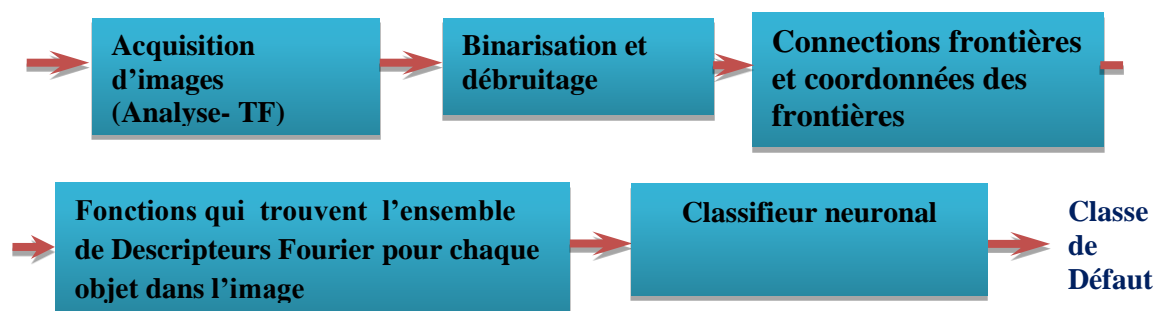 Acquisition
d'images
(Analyse- TF)
Binarisation et
débruitage
Connections frontières
et coordonnées des
frontières
Fonctions qui trouvent l'ensemble
de Descripteurs Fourier pour chaque
objet dans l'image
Classifieur neuronal
Classe
de
Défaut